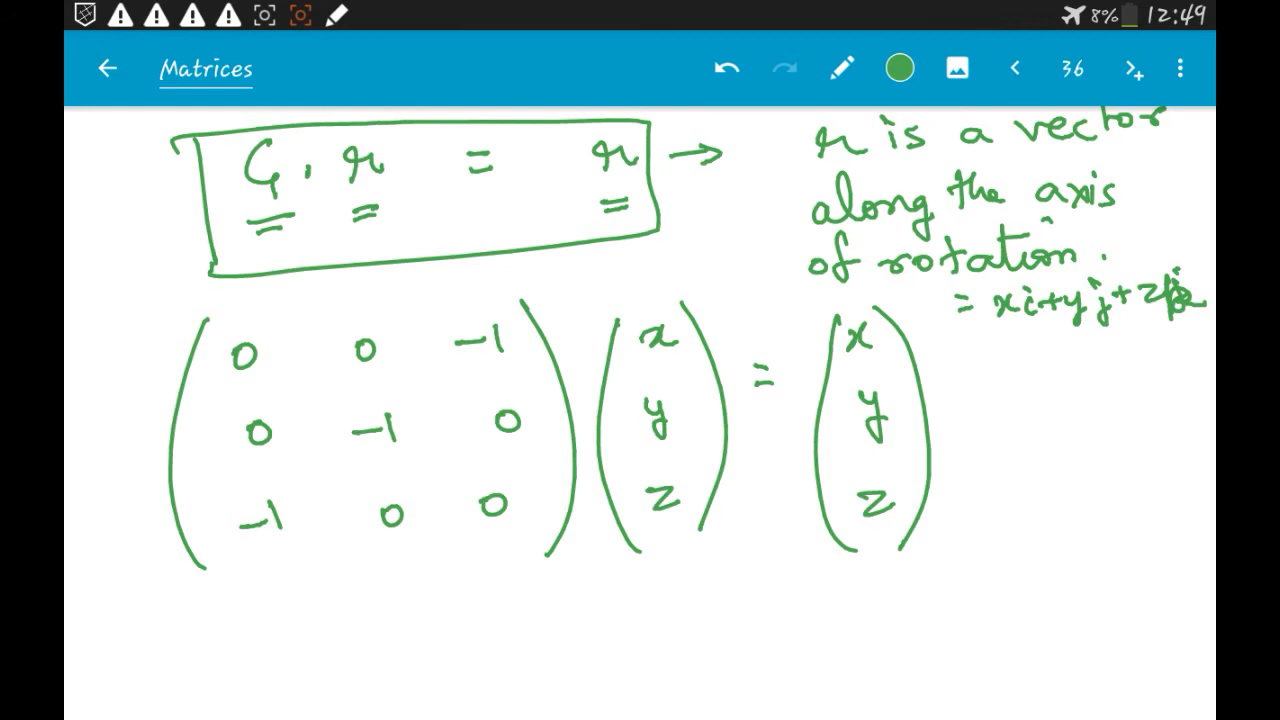 8% 12:49
Matrices 36
G . r = r → r is a vector
along the axis
of rotation.
= xi + yj + zk
0 0 -1 x = x
0 -1 0 y y
-1 0 0 z z